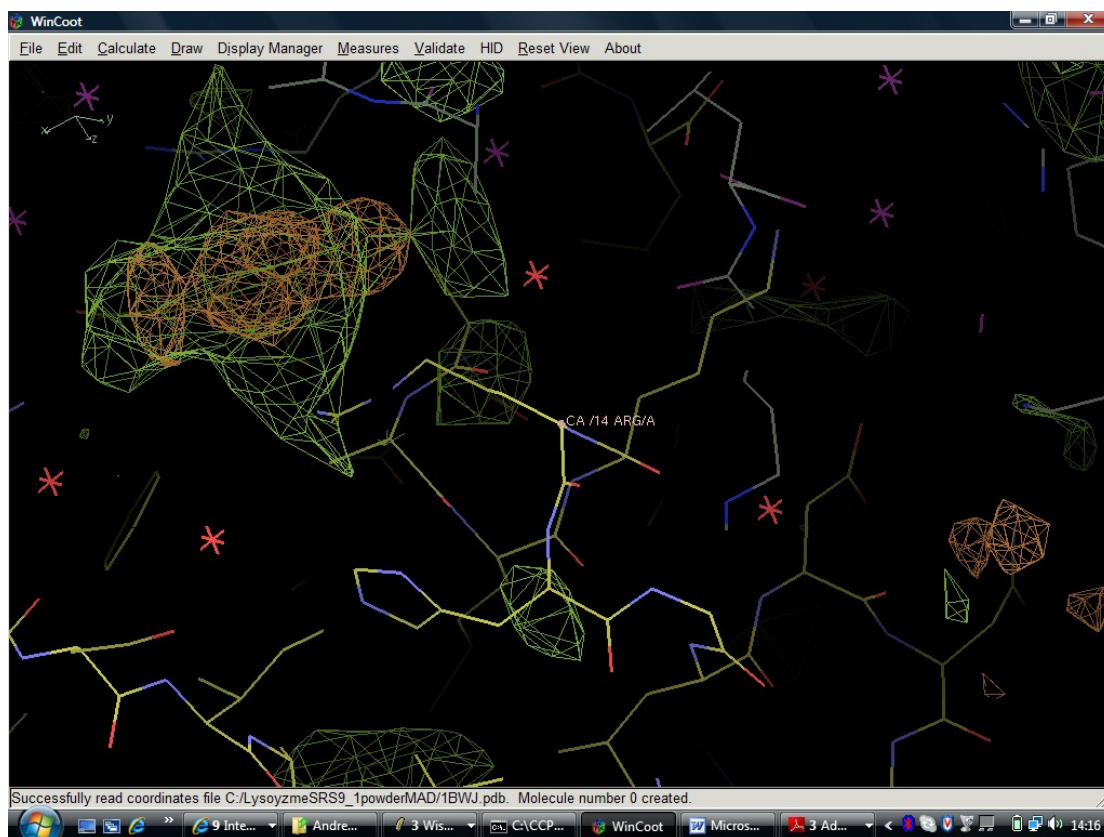 WinCoot
File Edit Calculate Draw Display Manager Measures Validate HID Reset View About
x y
z
CA /14 ARG/A
Successfully read coordinates file C:/LysoyzmeSRS9_1powderMAD/1BWJ.pdb. Molecule number 0 created.
» 9 Inte... Andre... 3 Wis... C:\CCP... WinCoot Micros... 3 Ad... 14:16